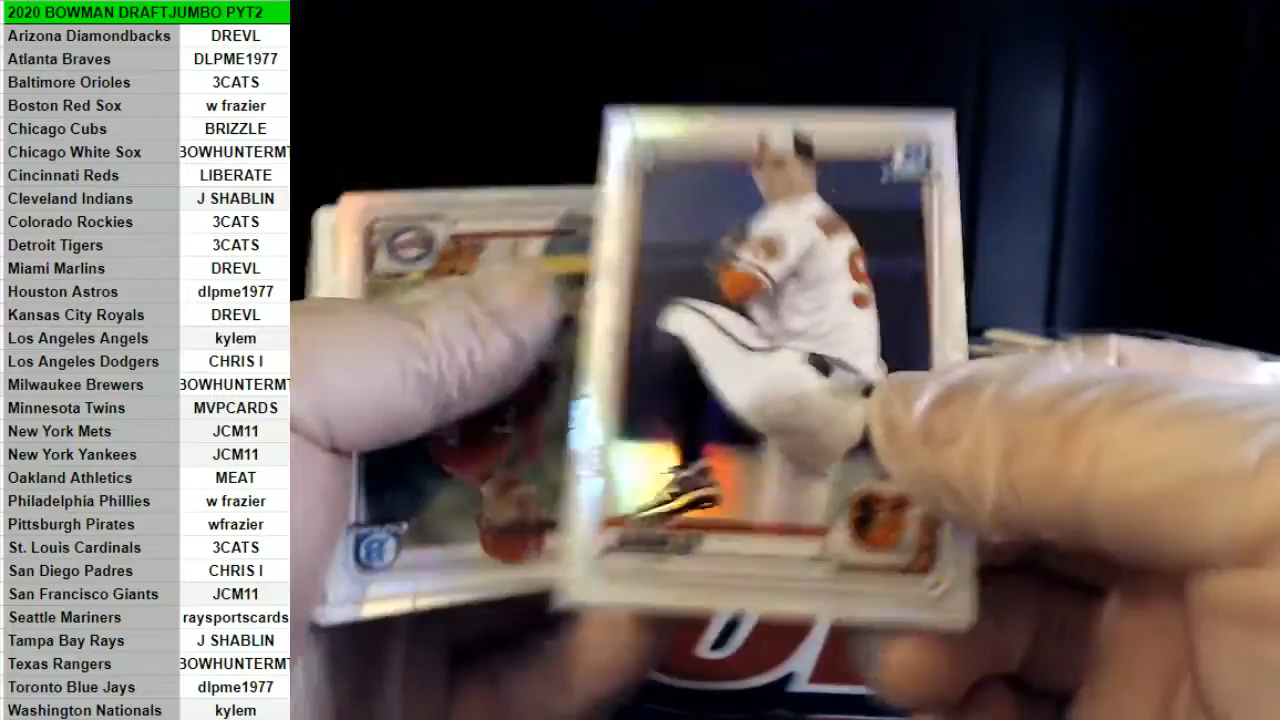 2020 BOWMAN DRAFTJUMBO PYT2
Arizona Diamondbacks DREVL
Atlanta Braves DLPME1977
Baltimore Orioles 3CATS
Boston Red Sox w frazier
Chicago Cubs BRIZZLE
Chicago White Sox BOWHUNTERMT
Cincinnati Reds LIBERATE
Cleveland Indians J SHABLIN
Colorado Rockies 3CATS
Detroit Tigers 3CATS
Miami Marlins DREVL
Houston Astros dlpme1977
Kansas City Royals DREVL
Los Angeles Angels kylem
Los Angeles Dodgers CHRIS I
Milwaukee Brewers BOWHUNTERMT
Minnesota Twins MVPCARDS
New York Mets JCM11
New York Yankees JCM11
Oakland Athletics MEAT
Philadelphia Phillies w frazier
Pittsburgh Pirates wfrazier
St. Louis Cardinals 3CATS
San Diego Padres CHRIS I
San Francisco Giants JCM11
Seattle Mariners raysportscards
Tampa Bay Rays J SHABLIN
Texas Rangers BOWHUNTERMT
Toronto Blue Jays dlpme1977
Washington Nationals kylem